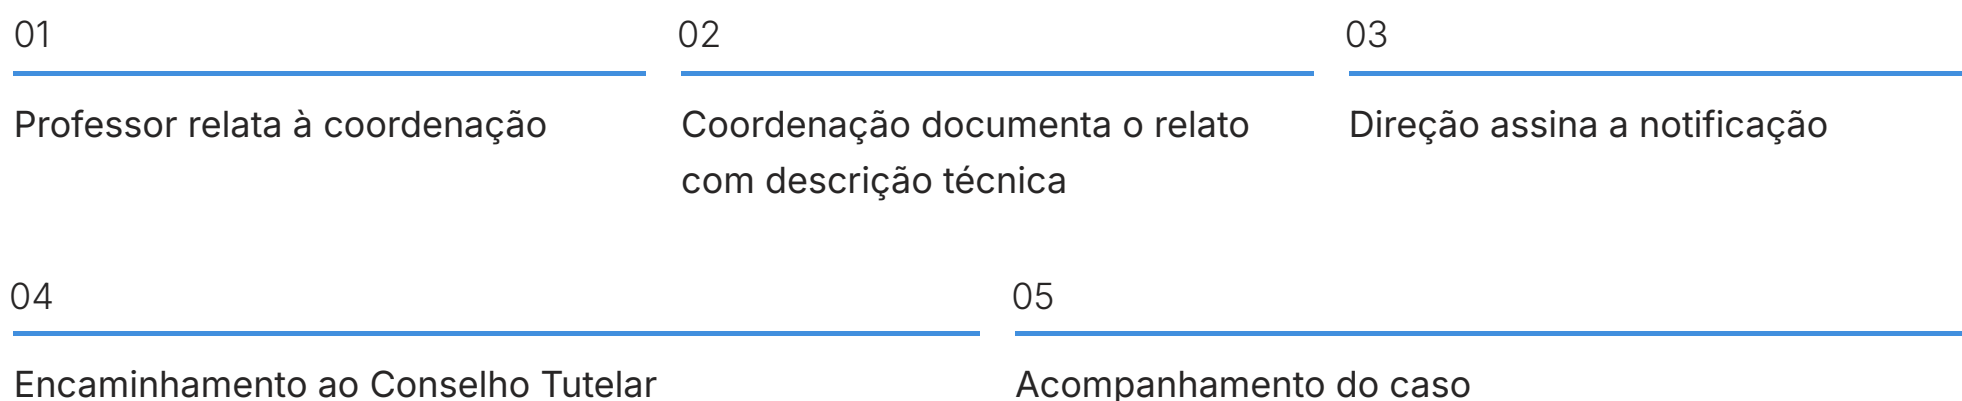 01
Professor relata à coordenação
02
Coordenação documenta o relato
com descrição técnica
03
Direção assina a notificação
04
Encaminhamento ao Conselho Tutelar
05
Acompanhamento do caso